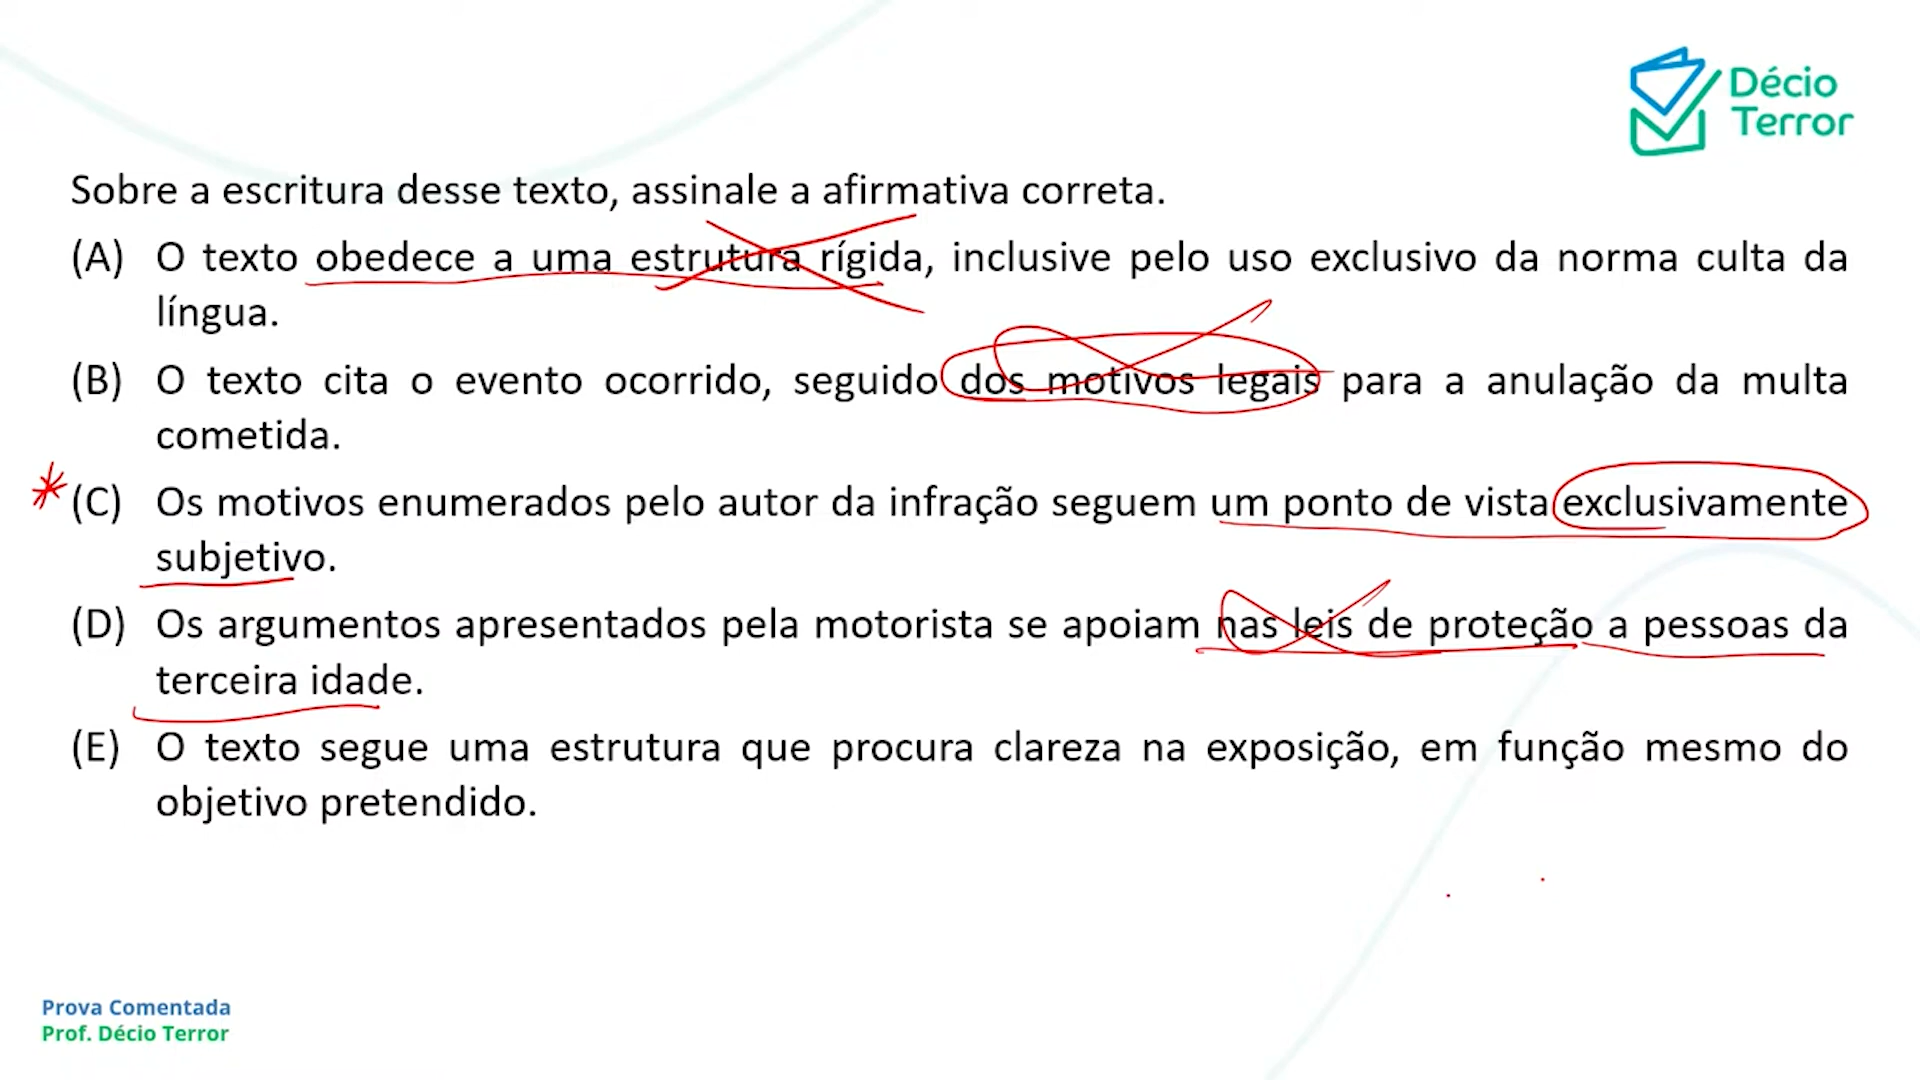 Décio
Terror
Sobre a escritura desse texto, assinale a afirmativa correta.
(A) O texto obedece a uma estrutura rígida, inclusive pelo uso exclusivo da norma culta da
língua.
(B) O texto cita o evento ocorrido, seguido dos motivos legais para a anulação da multa
cometida.
* (C) Os motivos enumerados pelo autor da infração seguem um ponto de vista exclusivamente
subjetivo.
(D) Os argumentos apresentados pela motorista se apoiam nas leis de proteção a pessoas da
terceira idade.
(E) O texto segue uma estrutura que procura clareza na exposição, em função mesmo do
objetivo pretendido.
Prova Comentada
Prof. Décio Terror